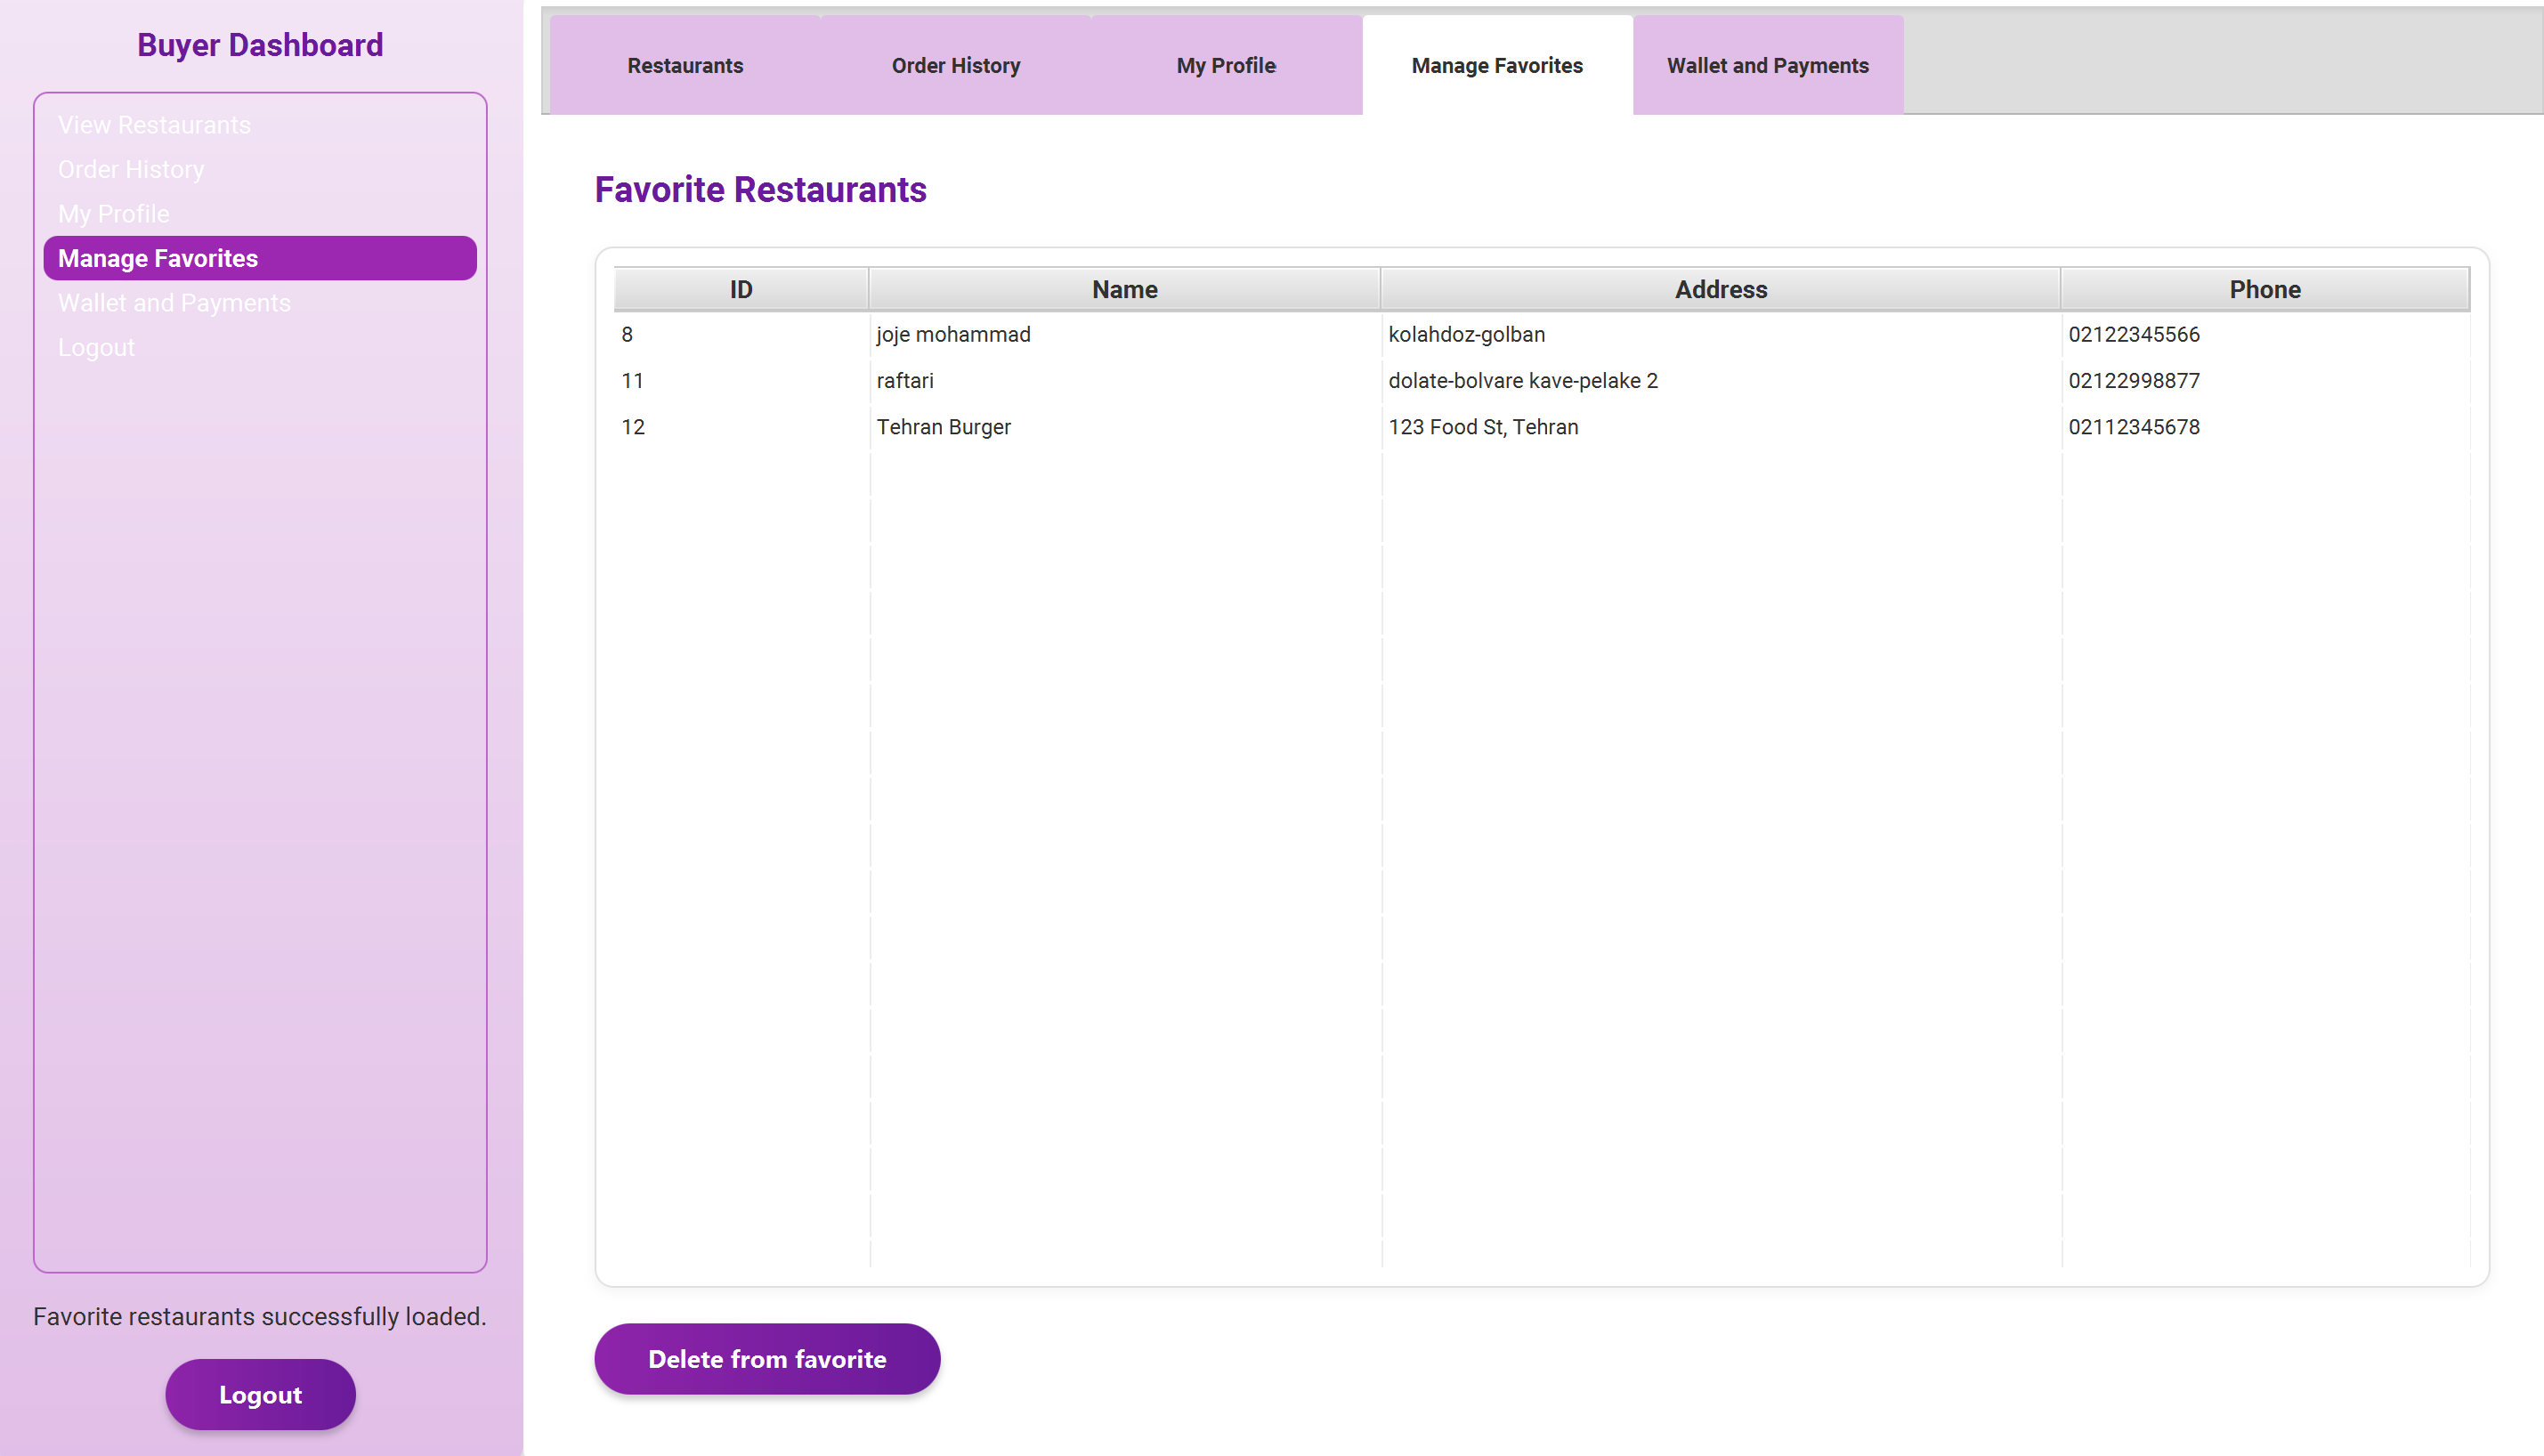 Buyer Dashboard
View Restaurants
Order History
My Profile
Manage Favorites
Wallet and Payments
Logout
Favorite restaurants successfully loaded.
Logout
Restaurants Order History My Profile Manage Favorites Wallet and Payments
Favorite Restaurants
ID Name Address Phone
8 joje mohammad kolahdoz-golban 02122345566
11 raftari dolate-bolvare kave-pelake 2 02122998877
12 Tehran Burger 123 Food St, Tehran 02112345678
Delete from favorite